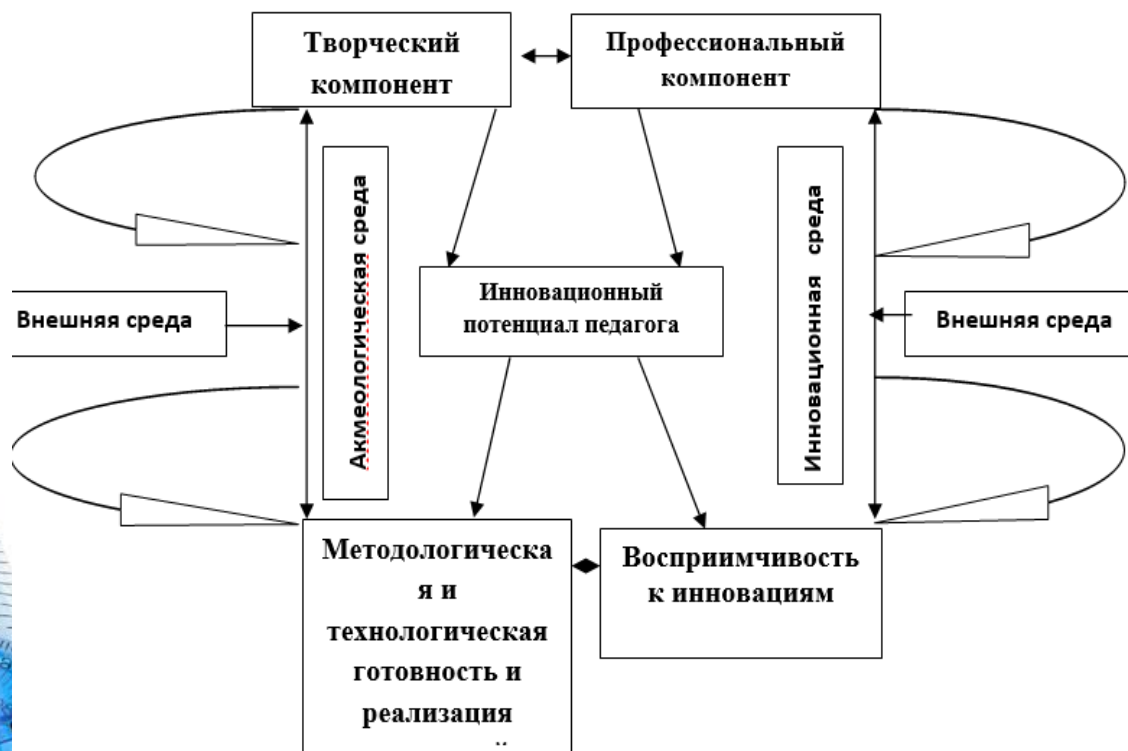 Творческий
компонент
Профессиональный
компонент
Акмеологическая среда
Инновационная среда
Инновационный
потенциал педагога
Внешняя среда
Внешняя среда
Методологическа
я и
технологическая
готовность и
реализация
Восприимчивость
к инновациям